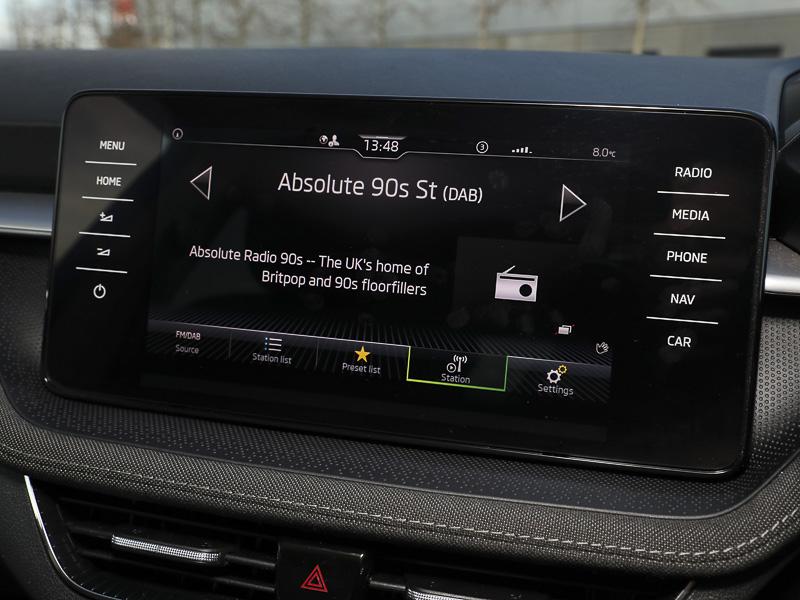 MENU
HOME
13:48
3
8.0°C
Absolute 90s St (DAB)
Absolute Radio 90s -- The UK's home of
Britpop and 90s floorfillers
FM/DAB
Source
Station list
Preset list
Station
Settings
RADIO
MEDIA
PHONE
NAV
CAR